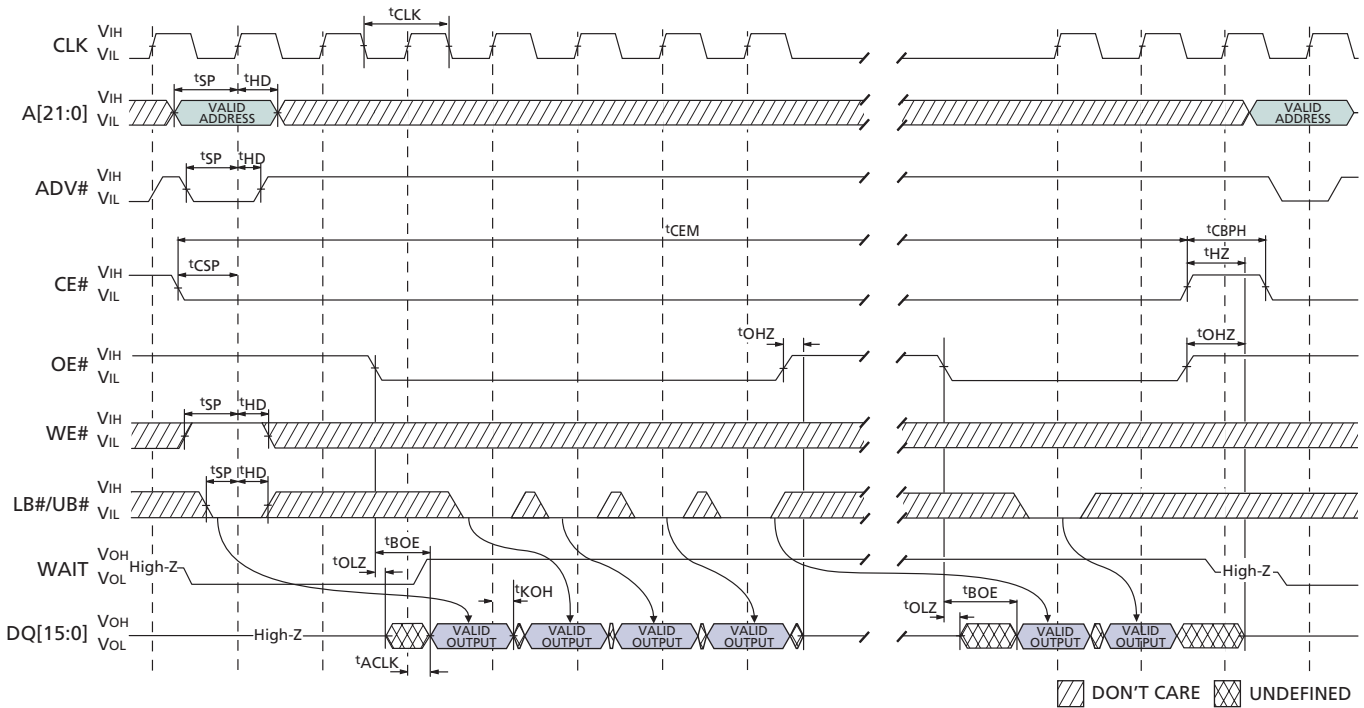 tCLK
CLK VIH
VIL
tSP tHD
A[21:0] VIH
VIL
VALID ADDRESS
VALID ADDRESS
tSP tHD
ADV# VIH
VIL
tCEM
tCBPH
tHZ
tCSP
CE# VIH
VIL
tOHZ
tOHZ
OE# VIH
VIL
tSP tHD
WE# VIH
VIL
tSP tHD
LB#/UB# VIH
VIL
tBOE
tOLZ
WAIT VOH
VOL
High-Z
High-Z
tKOH
tBOE
tOLZ
DQ[15:0] VOH
VOL
High-Z
VALID OUTPUT
VALID OUTPUT
VALID OUTPUT
VALID OUTPUT
VALID OUTPUT
VALID OUTPUT
tACLK
DON'T CARE
UNDEFINED